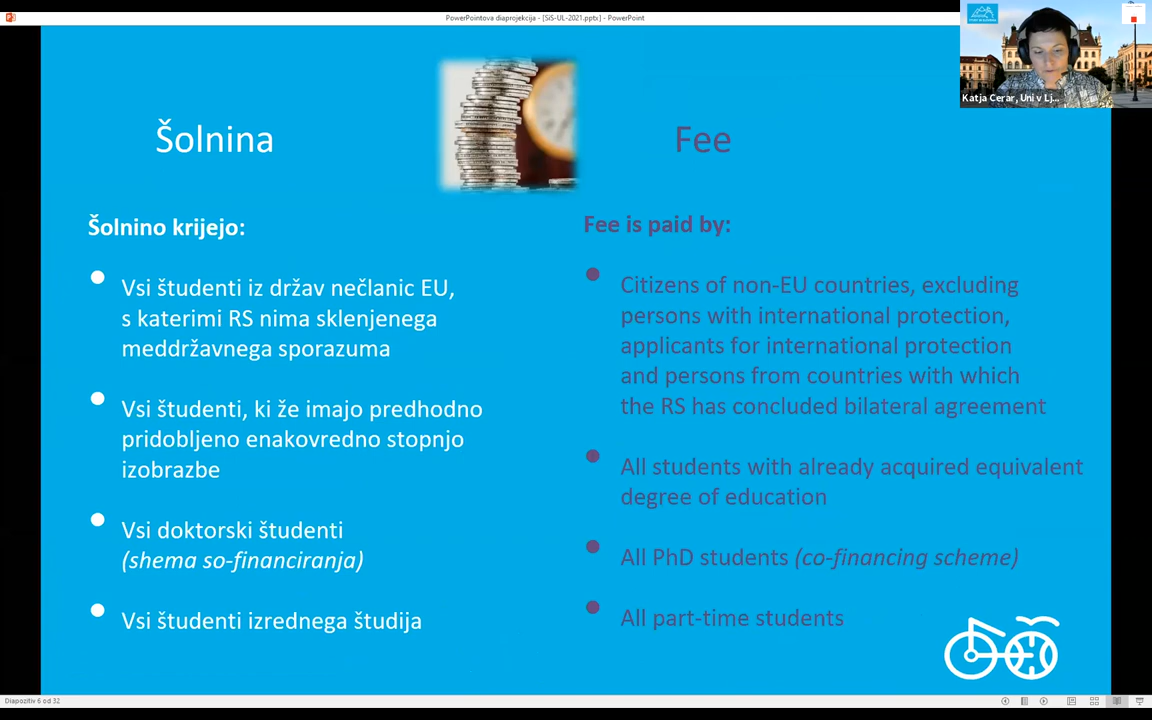 PowerPointova diaprojekcija - [SiS-UL-2021.pptx] - PowerPoint
Katja Cerar, Uni v Lj...
Šolnina
Šolnino krijejo:
Vsi študenti iz držav nečlanic EU,
s katerimi RS nima sklenjenega
meddržavnega sporazuma
Vsi študenti, ki že imajo predhodno
pridobljeno enakovredno stopnjo
izobrazbe
Vsi doktorski študenti
(shema so-financiranja)
Vsi študenti izrednega študija
Fee
Fee is paid by:
Citizens of non-EU countries, excluding
persons with international protection,
applicants for international protection
and persons from countries with which
the RS has concluded bilateral agreement
All students with already acquired equivalent
degree of education
All PhD students (co-financing scheme)
All part-time students
Diapozitiv 6 od 32